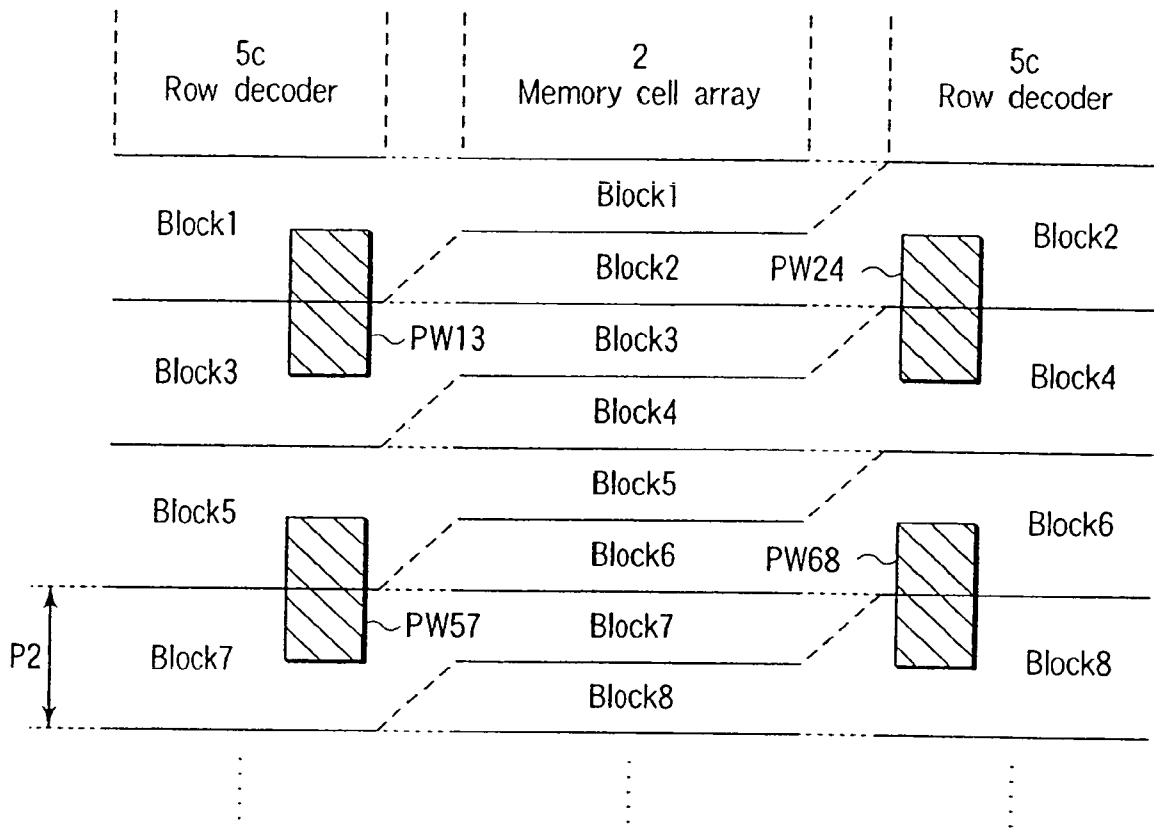 5c
Row decoder
2
Memory cell array
5c
Row decoder
Block1
Block1
Block2
Block2
PW24
PW13
Block3
Block3
Block4
Block4
Block5
Block5
Block6
Block6
PW68
PW57
Block7
Block7
Block8
Block8
P2